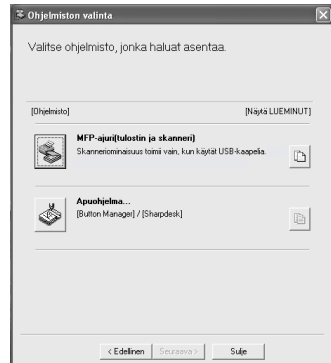 Ohjelmiston valinta
Valitse ohjelmisto, jonka haluat asentaa.
[Ohjelmisto] [Näytä LUEMINUT]
MFP-ajuri(tulostin ja skanneri)
Skanneriominaisuus toimii vain, kun käytät USB-kaapelia.
Apuohjelma...
[Button Manager] / [Sharpdesk]
< Edellinen Seuraava > Sulje